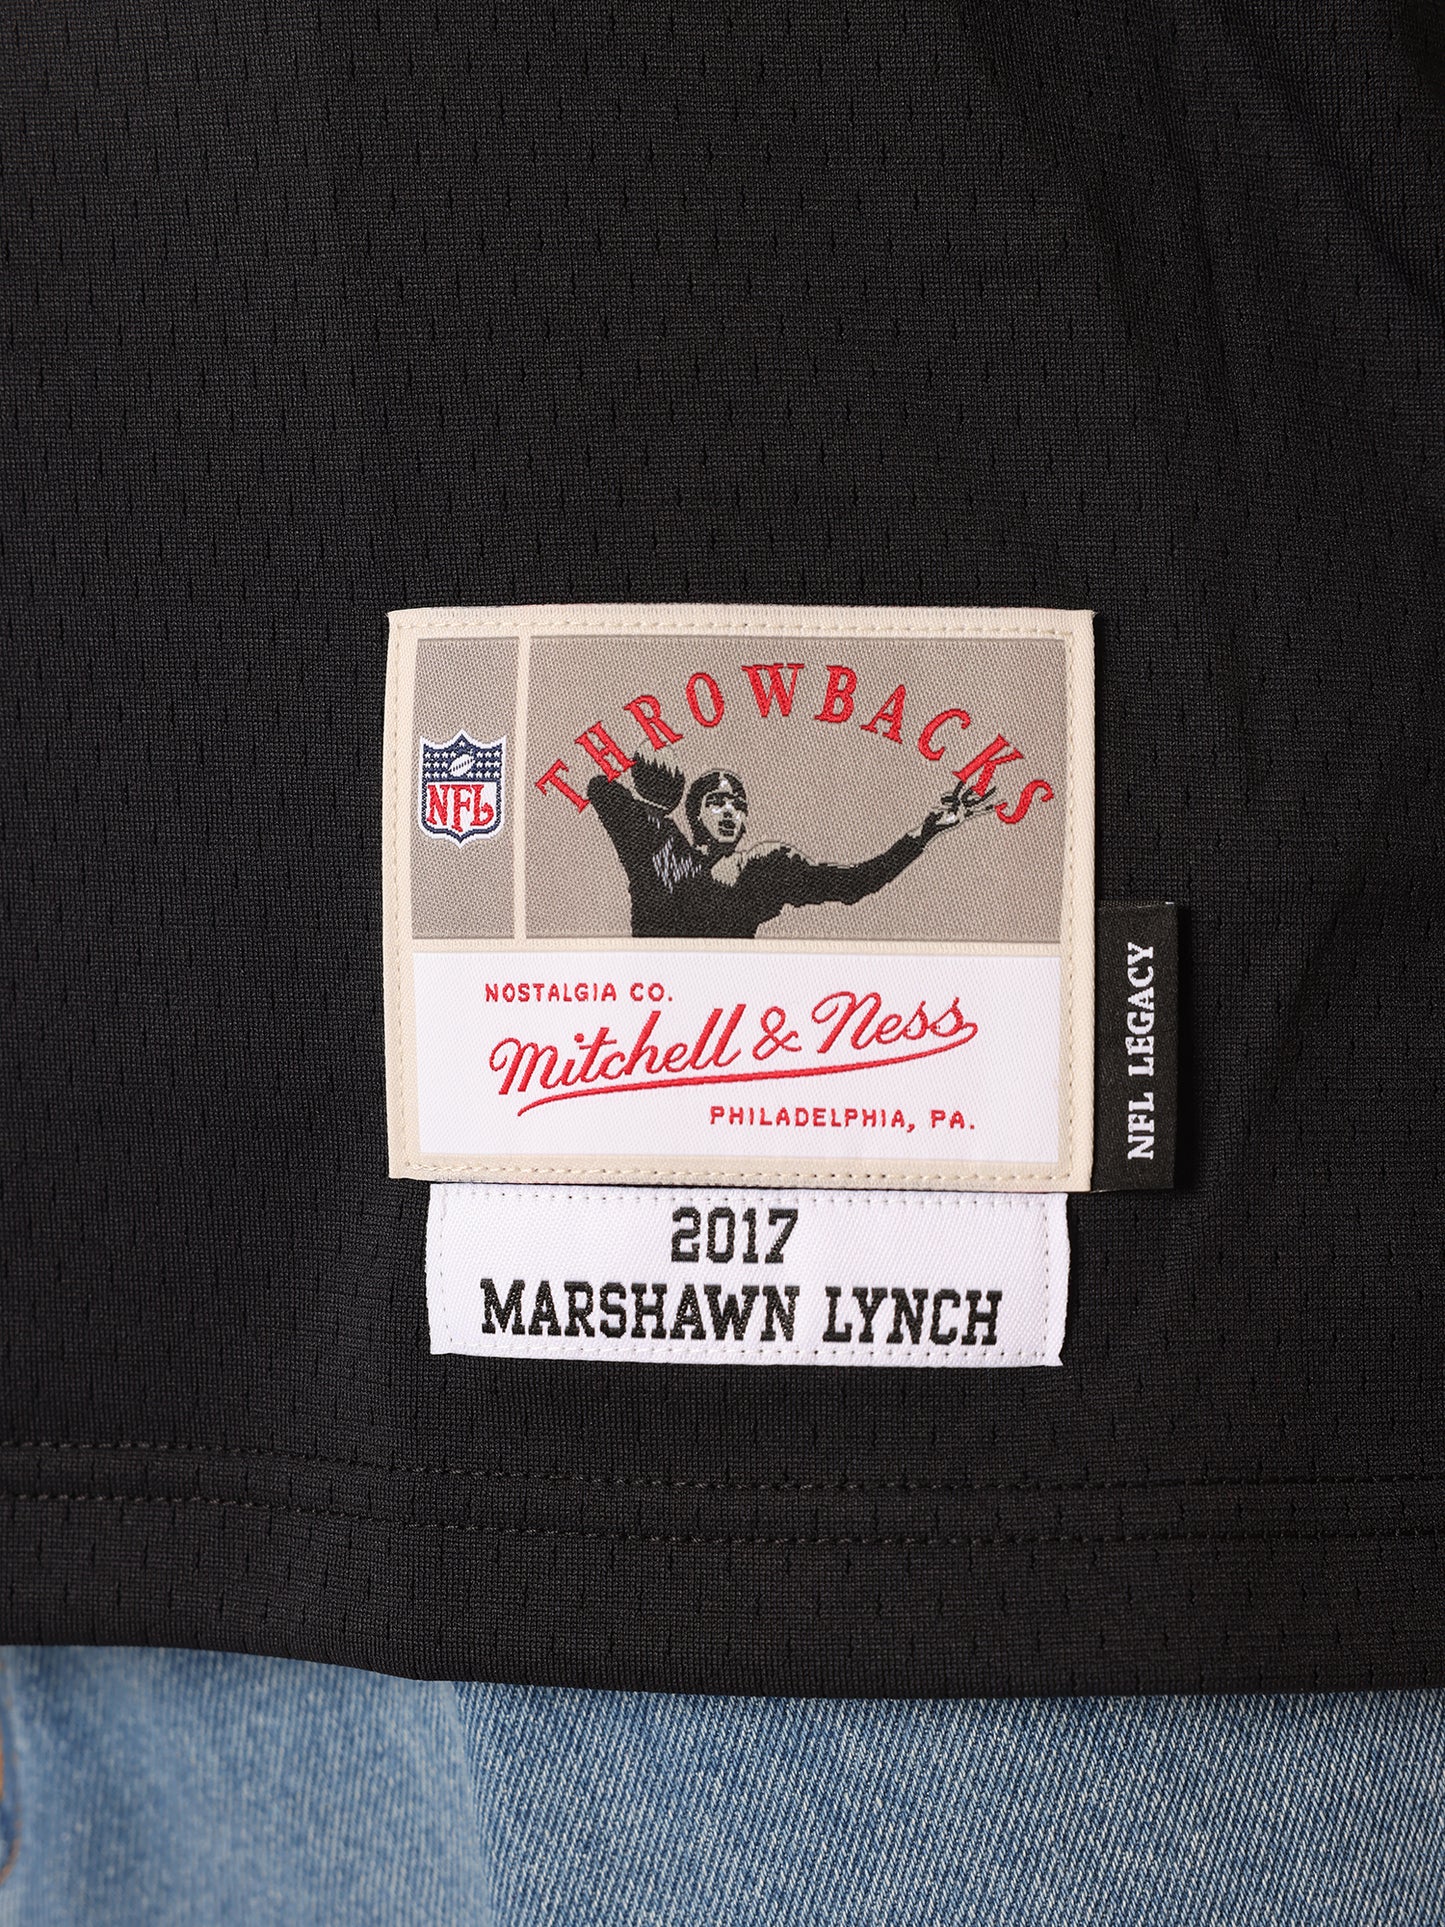 THROWBACKS
NFL
NOSTALGIA CO.
Mitchell & Ness
PHILADELPHIA, PA.
NFL LEGACY
2017
MARSHAWN LYNCH